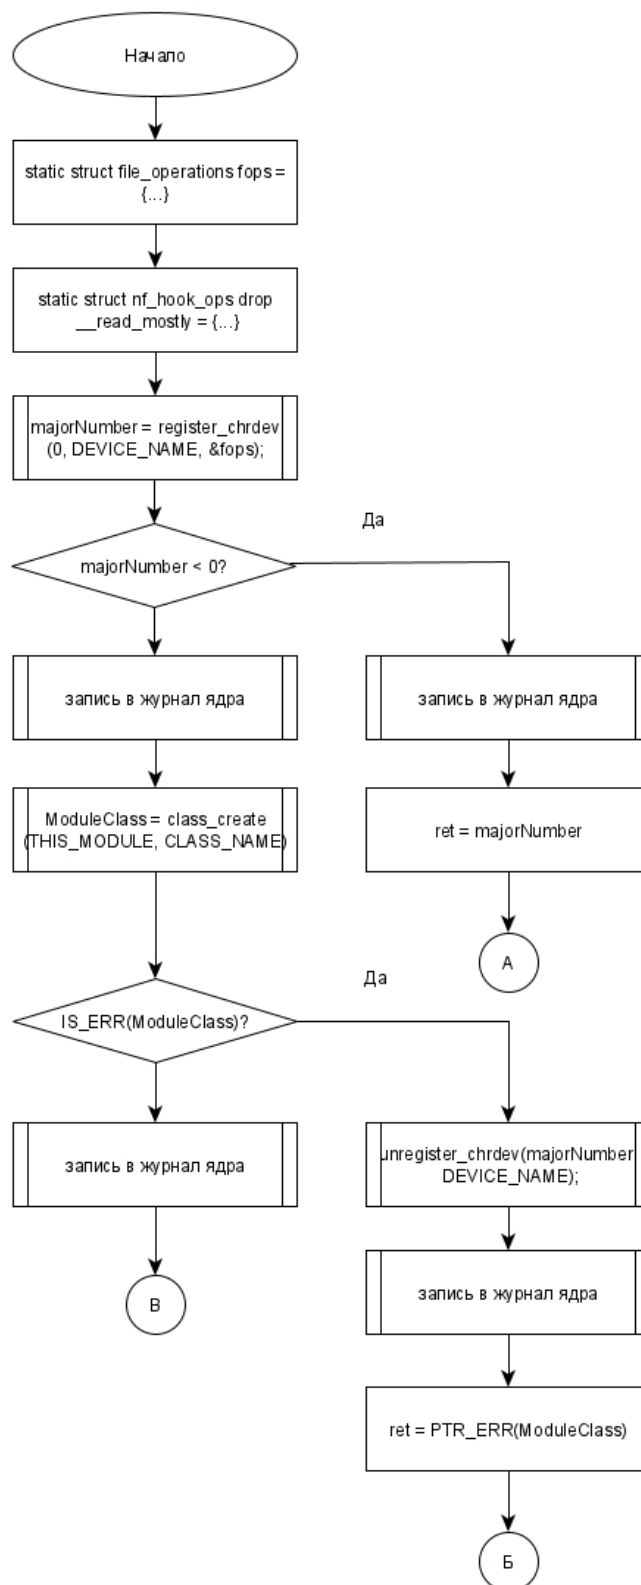 Начало
static struct file_operations fops =
{...}
static struct nf_hook_ops drop
__read_mostly = {...}
majorNumber = register_chrdev
(0, DEVICE_NAME, &fops);
Да
majorNumber < 0?
запись в журнал ядра
запись в журнал ядра
ModuleClass = class_create
(THIS_MODULE, CLASS_NAME)
ret = majorNumber
А
Да
IS_ERR(ModuleClass)?
запись в журнал ядра
unregister_chrdev(majorNumber
DEVICE_NAME);
В
запись в журнал ядра
ret = PTR_ERR(ModuleClass)
Б